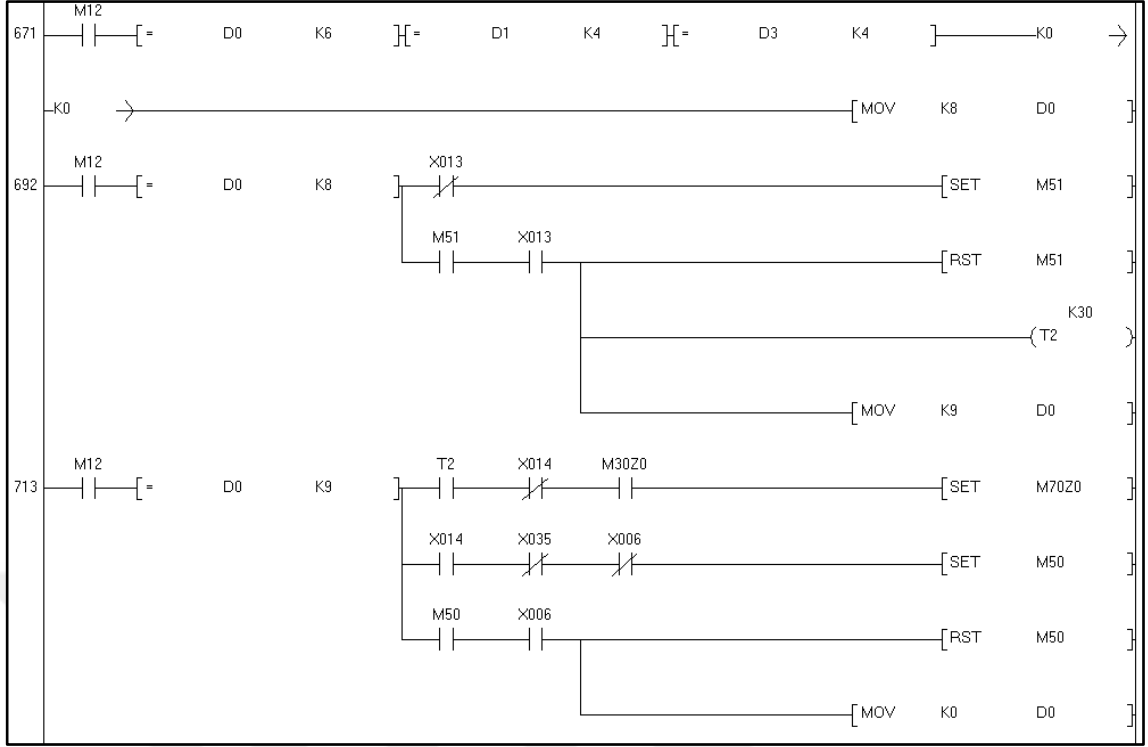 M12
671 [= D0 K6 ][= D1 K4 ][= D3 K4 ] K0
K0 [MOV K8 D0 ]
M12 X013
692 [= D0 K8 ] [SET M51 ]
M51 X013
[RST M51 ]
K30
(T2 )
[MOV K9 D0 ]
M12 T2 X014 M30Z0
713 [= D0 K9 ] [SET M70Z0 ]
X014 X035 X006
[SET M50 ]
M50 X006
[RST M50 ]
[MOV K0 D0 ]